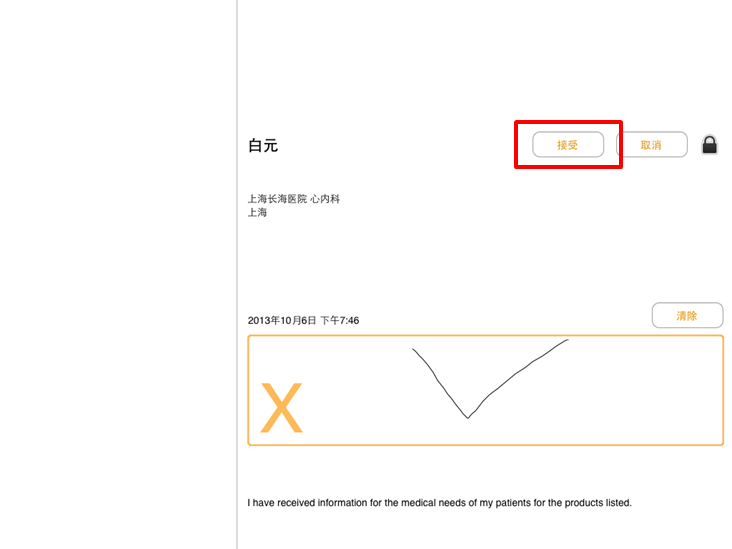 白元
接受
取消
上海长海医院 心内科
上海
2013年10月6日 下午7:46
清除
X
I have received information for the medical needs of my patients for the products listed.